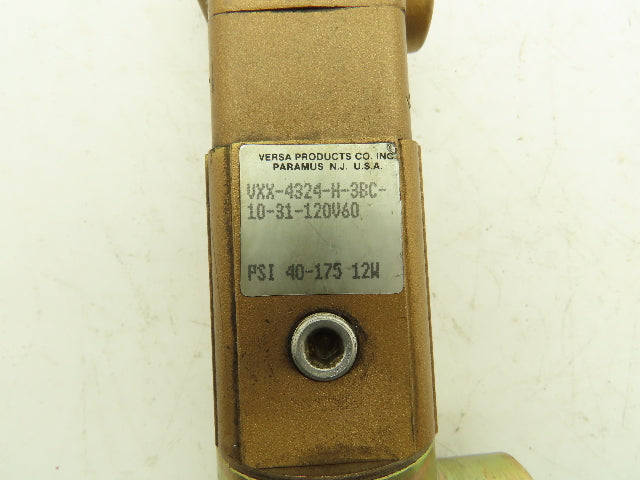 VERSA PRODUCTS CO. INC.
PARAMUS N.J. U.S.A.
VXX-4324-H-3BC-
10-31-120V60
PSI 40-175 12W